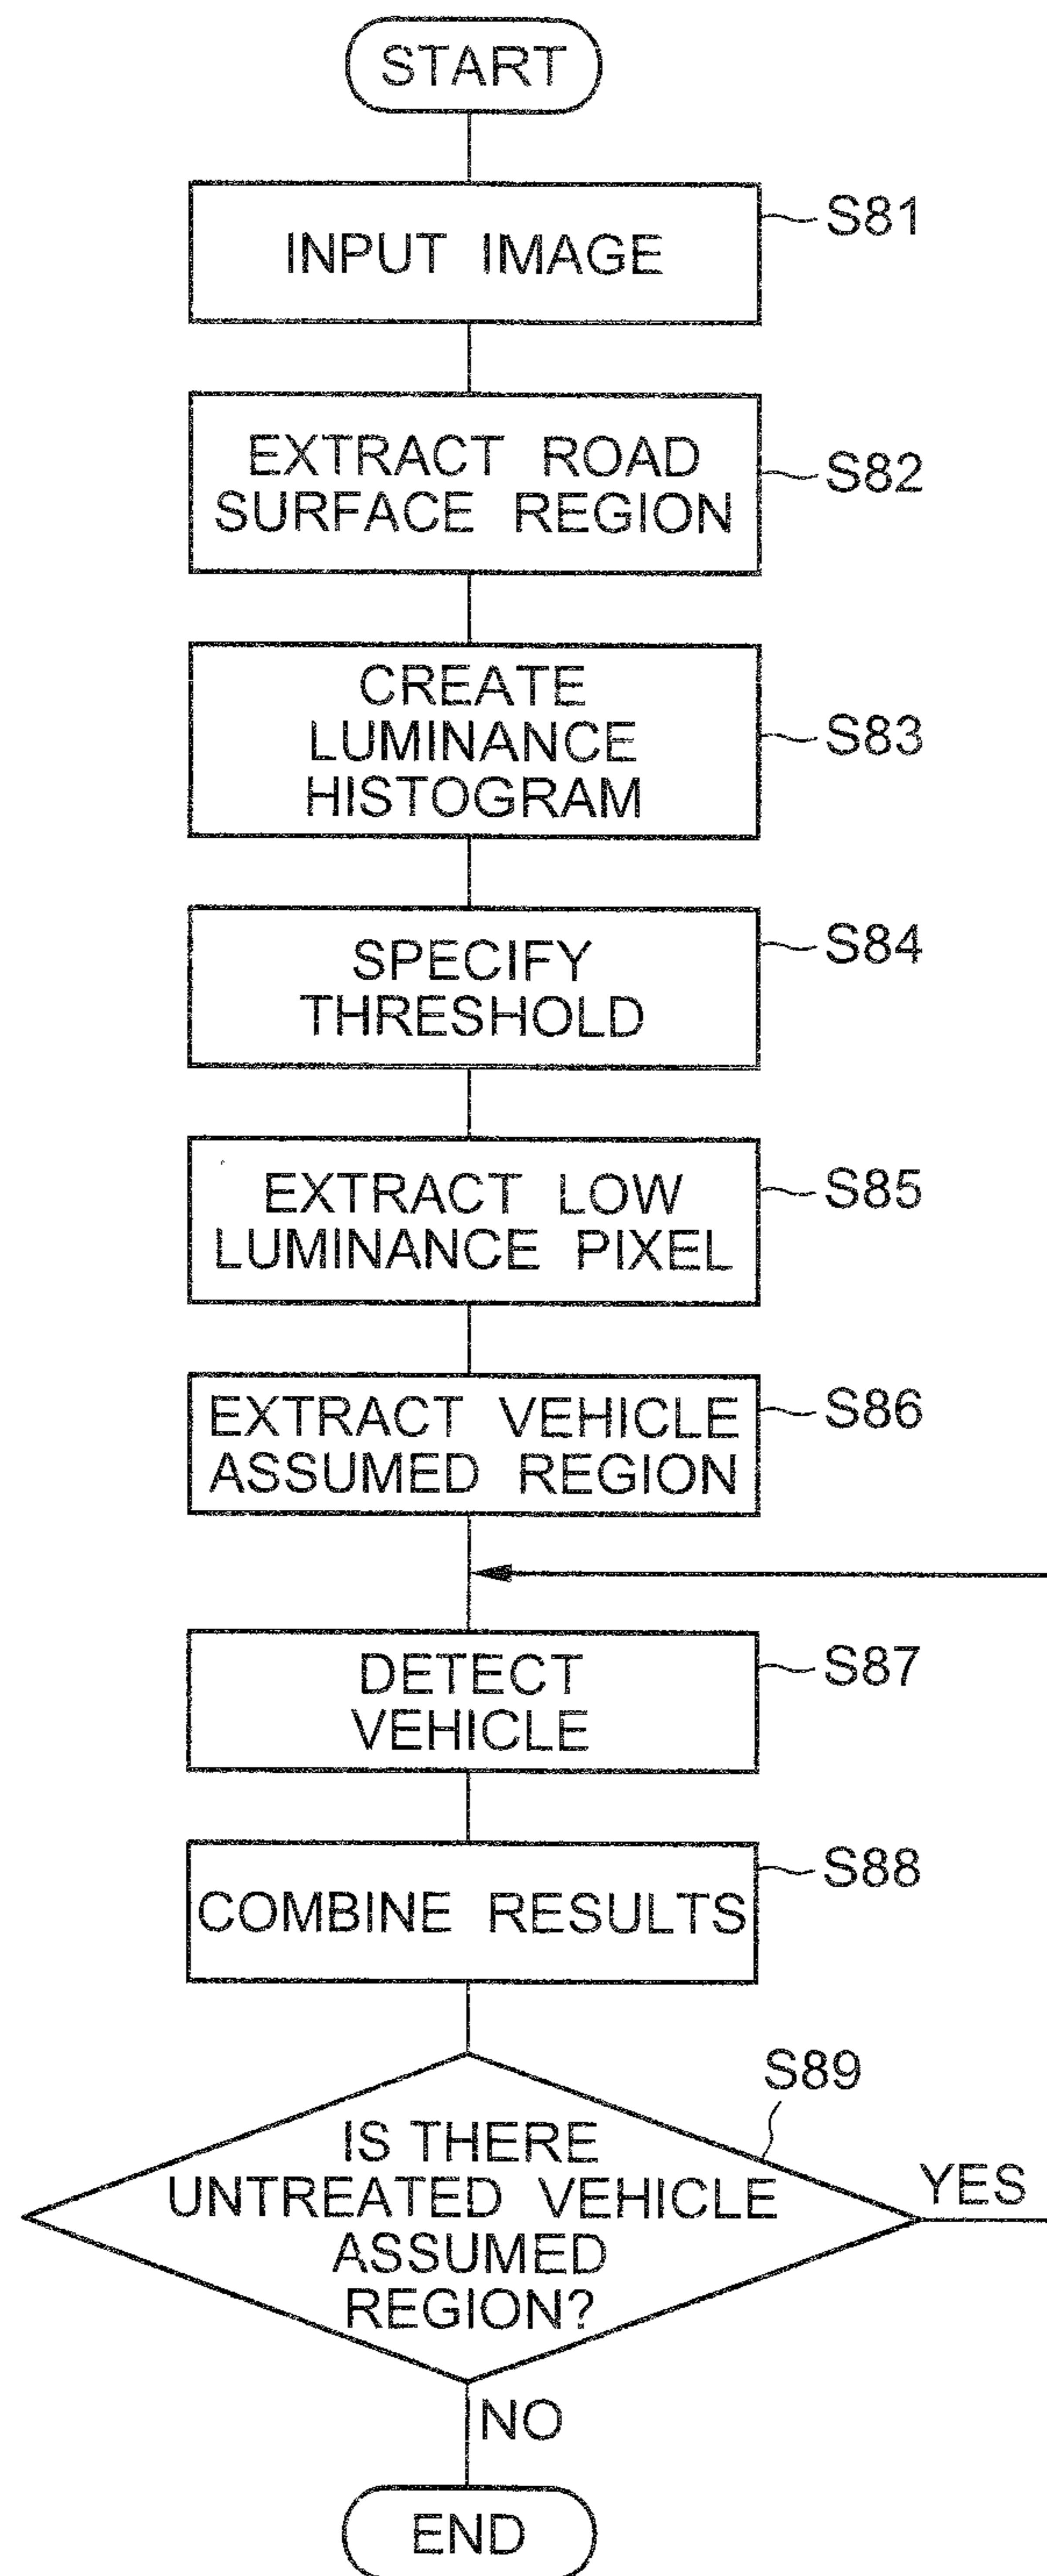 START
INPUT IMAGE
S81
EXTRACT ROAD
SURFACE REGION
S82
CREATE
LUMINANCE
HISTOGRAM
S83
SPECIFY
THRESHOLD
S84
EXTRACT LOW
LUMINANCE PIXEL
S85
EXTRACT VEHICLE
ASSUMED REGION
S86
DETECT
VEHICLE
S87
COMBINE RESULTS
S88
S89
IS THERE
UNTREATED VEHICLE
ASSUMED
REGION?
YES
NO
END